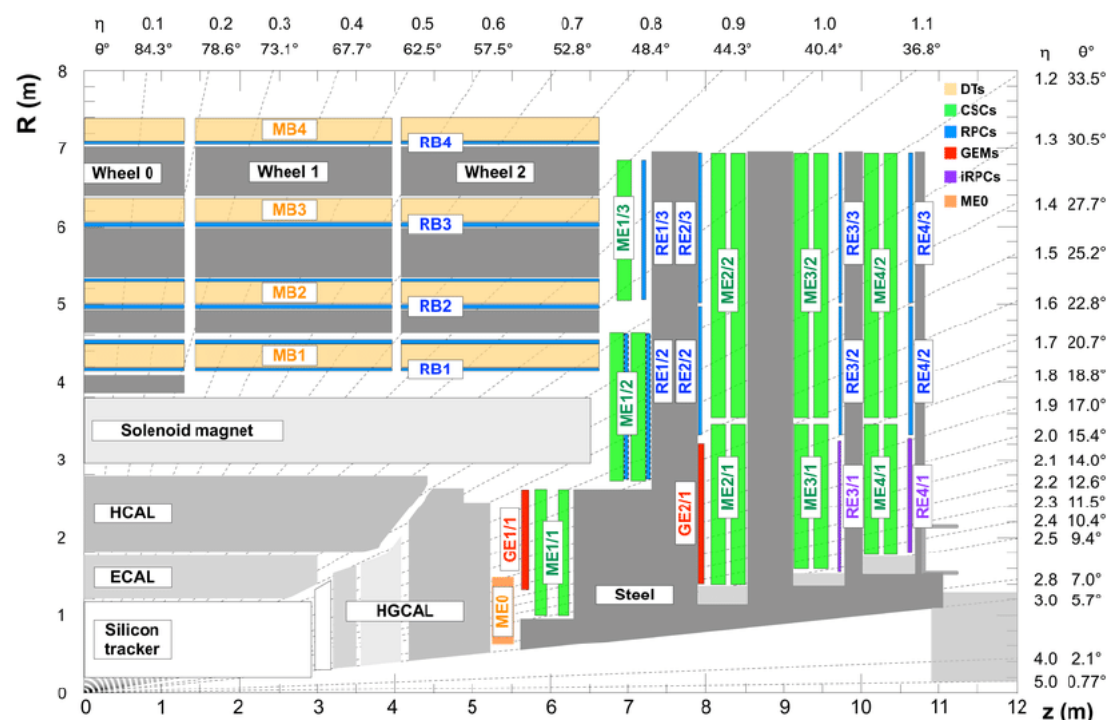 η 0.1 0.2 0.3 0.4 0.5 0.6 0.7 0.8 0.9 1.0 1.1
θ° 84.3° 78.6° 73.1° 67.7° 62.5° 57.5° 52.8° 48.4° 44.3° 40.4° 36.8° η θ°
8 1.2 33.5°
R (m)
DTs
CSCs
RPCs
GEMs
iRPCs
ME0
MB4
RB4
7 1.3 30.5°
Wheel 0 Wheel 1 Wheel 2
MB3
RB3
6 1.4 27.7°
ME1/3 RE1/3 RE2/3 ME2/2 ME3/2 RE3/3 ME4/2 RE4/3
1.5 25.2°
MB2
RB2
5 1.6 22.8°
MB1
RB1
1.7 20.7°
4 1.8 18.8°
ME1/2 RE1/2 RE2/2 RE3/2 RE4/2
Solenoid magnet
1.9 17.0°
2.0 15.4°
3 2.1 14.0°
2.2 12.6°
HCAL
2.3 11.5°
2.4 10.4°
2 2.5 9.4°
GE1/1 ME1/1 GE2/1 ME2/1 ME3/1 RE3/1 ME4/1 RE4/1
ECAL
2.8 7.0°
HGCAL ME0 Steel
1 3.0 5.7°
Silicon
tracker
4.0 2.1°
0 5.0 0.77°
0 1 2 3 4 5 6 7 8 9 10 11 12
z (m)